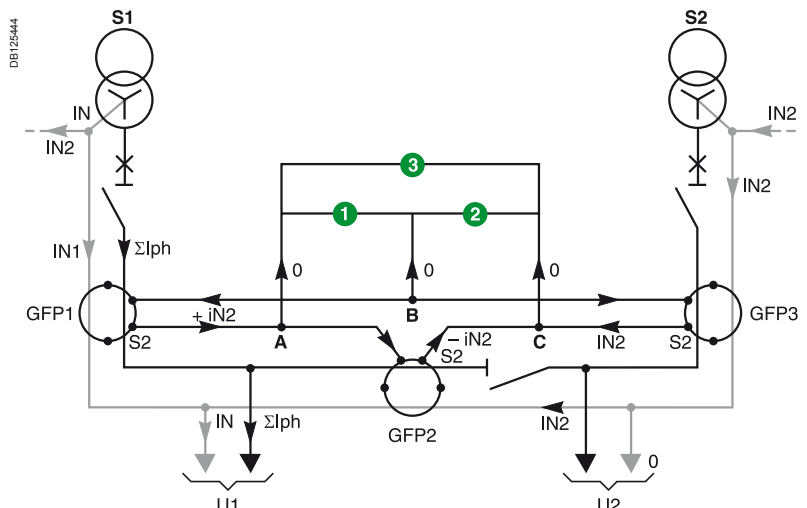 DB125444
S1
S2
IN
IN2
IN2
3
IN2
1
2
IN1
ΣIph
0
0
0
GFP1
B
GFP3
+ iN2
S2
A
– iN2
S2
C
IN2
S2
GFP2
IN
ΣIph
IN2
0
U1
U2